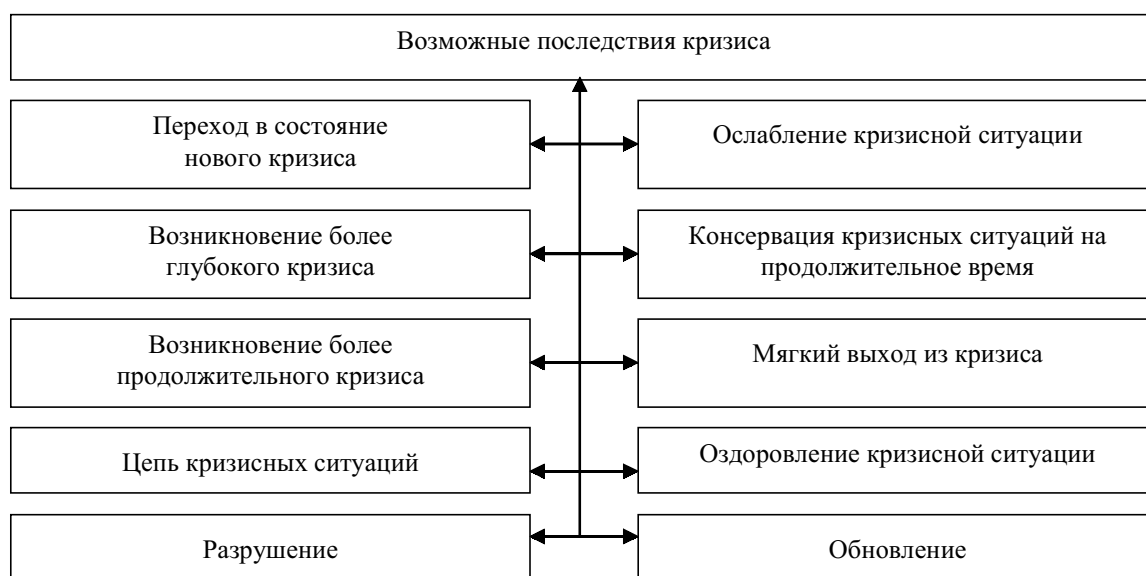 Возможные последствия кризиса
Переход в состояние
нового кризиса
Ослабление кризисной ситуации
Возникновение более
глубокого кризиса
Консервация кризисных ситуаций на
продолжительное время
Возникновение более
продолжительного кризиса
Мягкий выход из кризиса
Цепь кризисных ситуаций
Оздоровление кризисной ситуации
Разрушение
Обновление